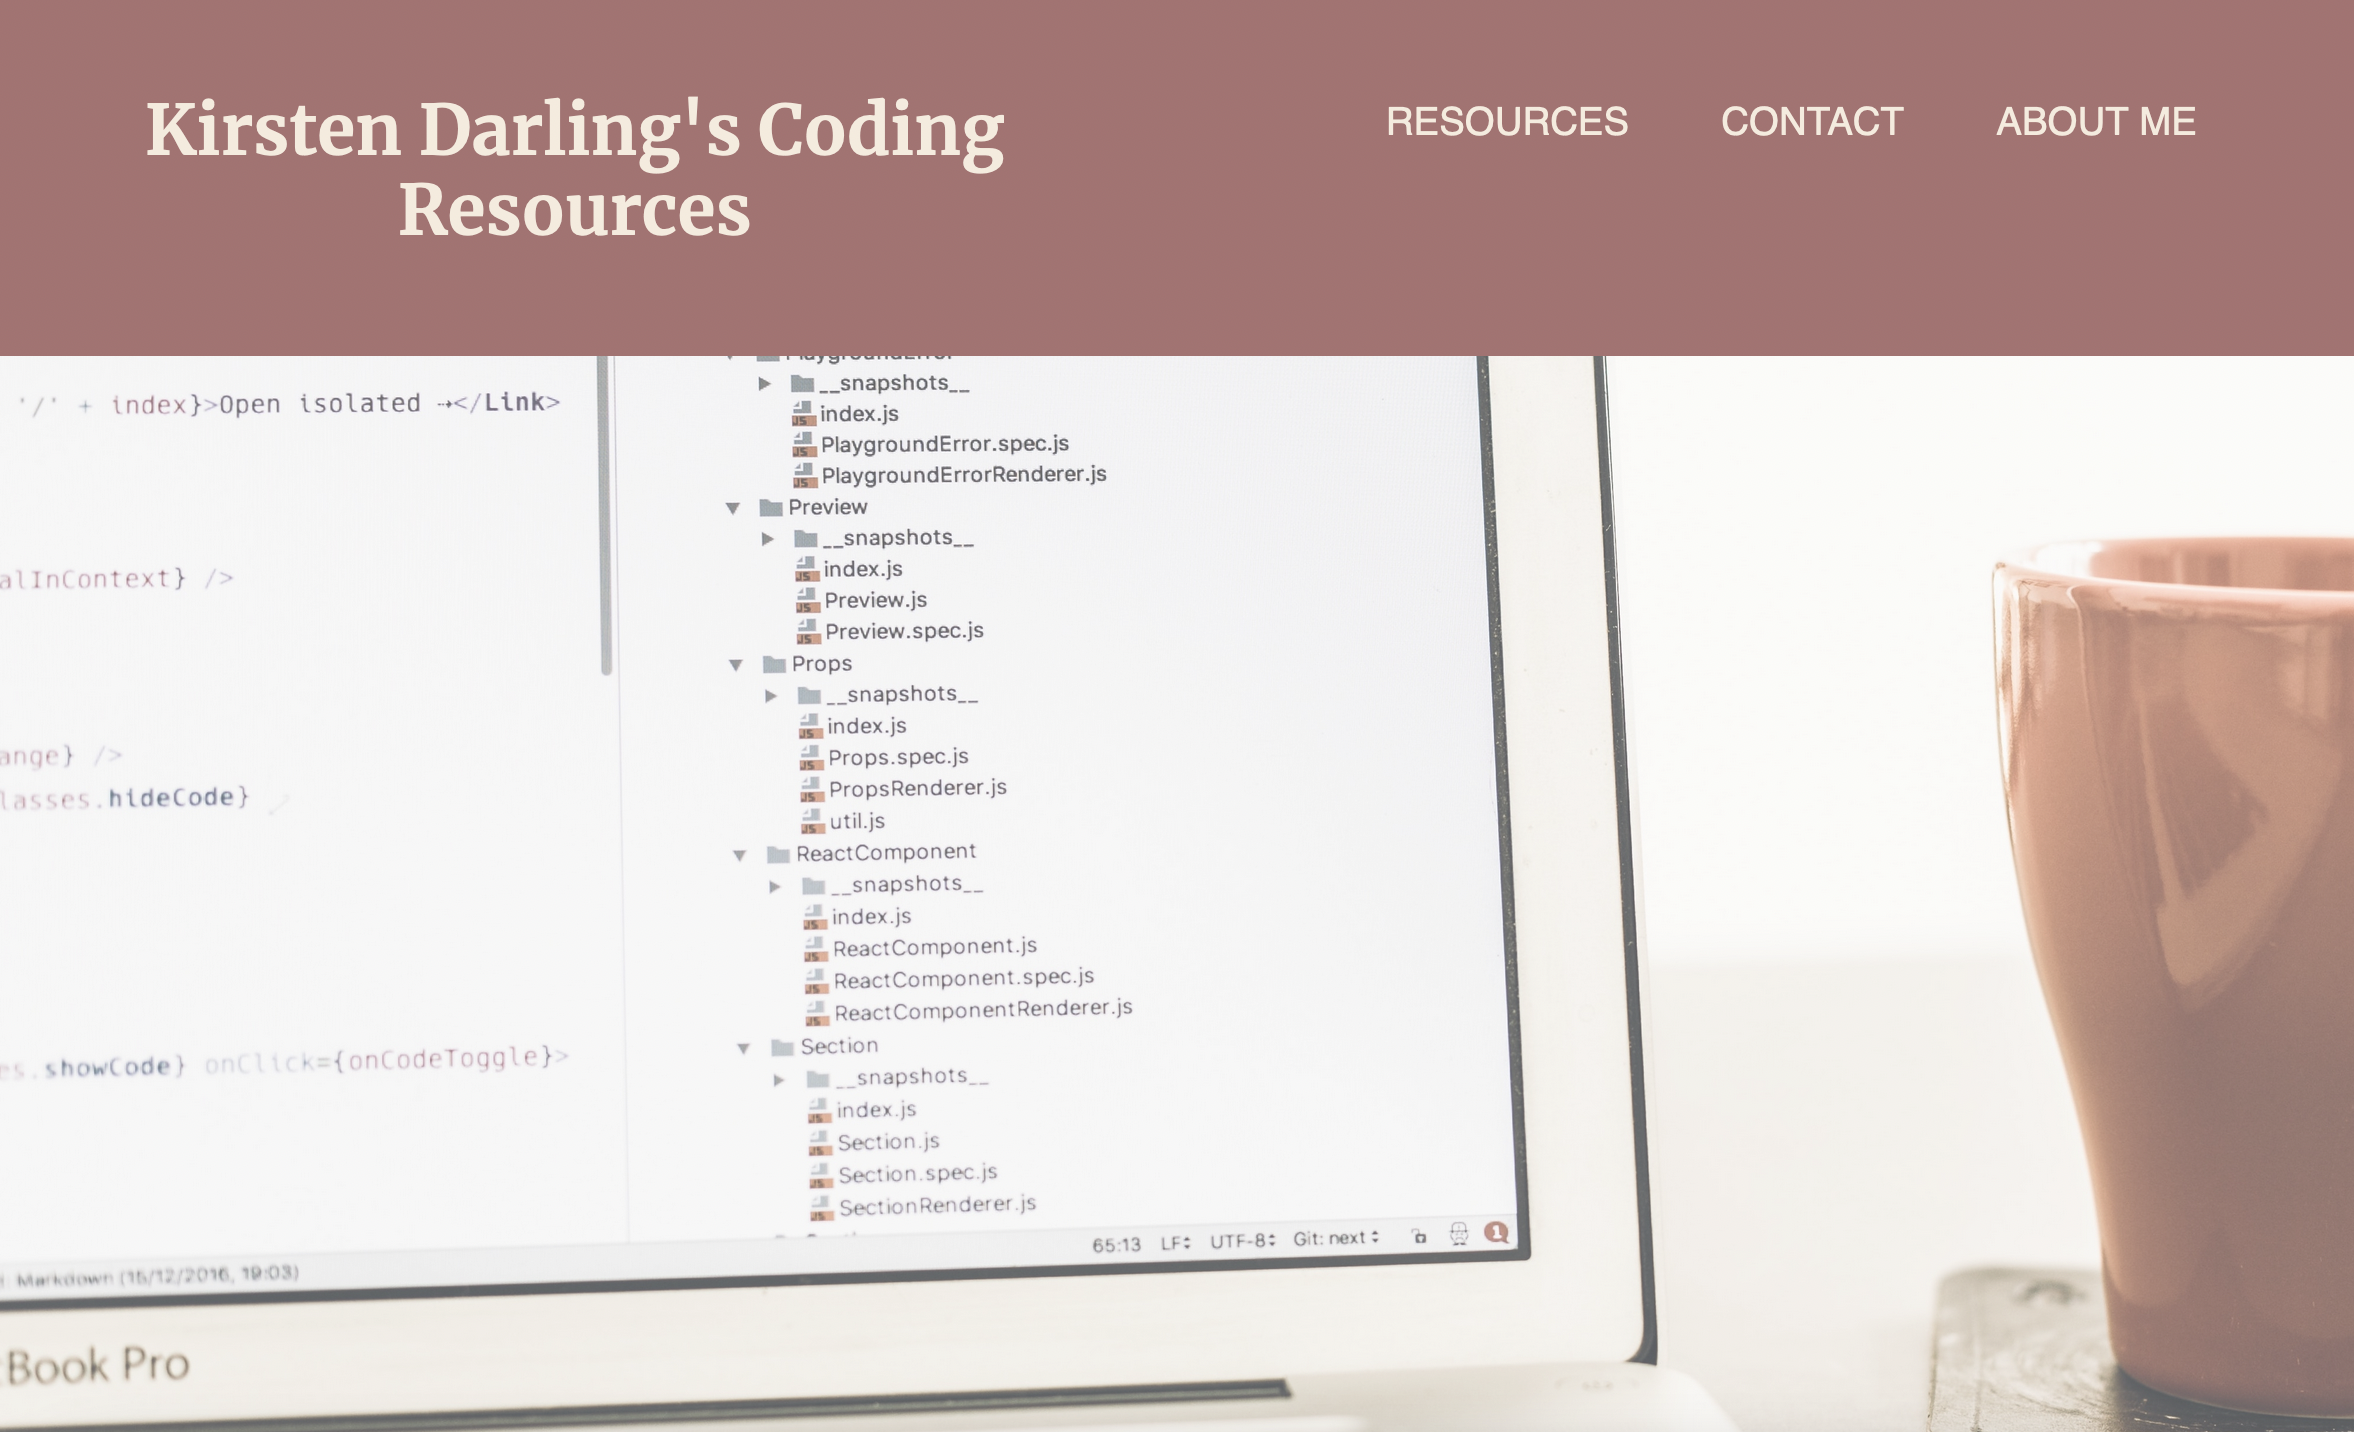 Kirsten Darling's Coding
Resources
RESOURCES CONTACT ABOUT ME
'/' + index}>Open isolated →</Link>
alInContext} />
ange} />
lasses.hideCode}
es.showCode} onClick={onCodeToggle}>
PlaygroundError
__snapshots__
index.js
PlaygroundError.spec.js
PlaygroundErrorRenderer.js
Preview
__snapshots__
index.js
Preview.js
Preview.spec.js
Props
__snapshots__
index.js
Props.spec.js
PropsRenderer.js
util.js
ReactComponent
__snapshots__
index.js
ReactComponent.js
ReactComponent.spec.js
ReactComponentRenderer.js
Section
__snapshots__
index.js
Section.js
Section.spec.js
SectionRenderer.js
65:13 LF UTF-8 Git: next 1
Markdown (15/12/2016, 19:03)
Book Pro